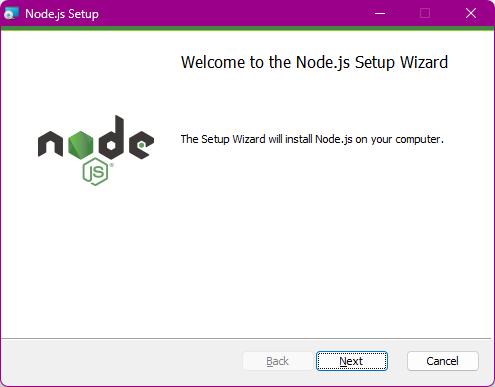 Node.js Setup
Welcome to the Node.js Setup Wizard
node
JS®
The Setup Wizard will install Node.js on your computer.
Back
Next
Cancel